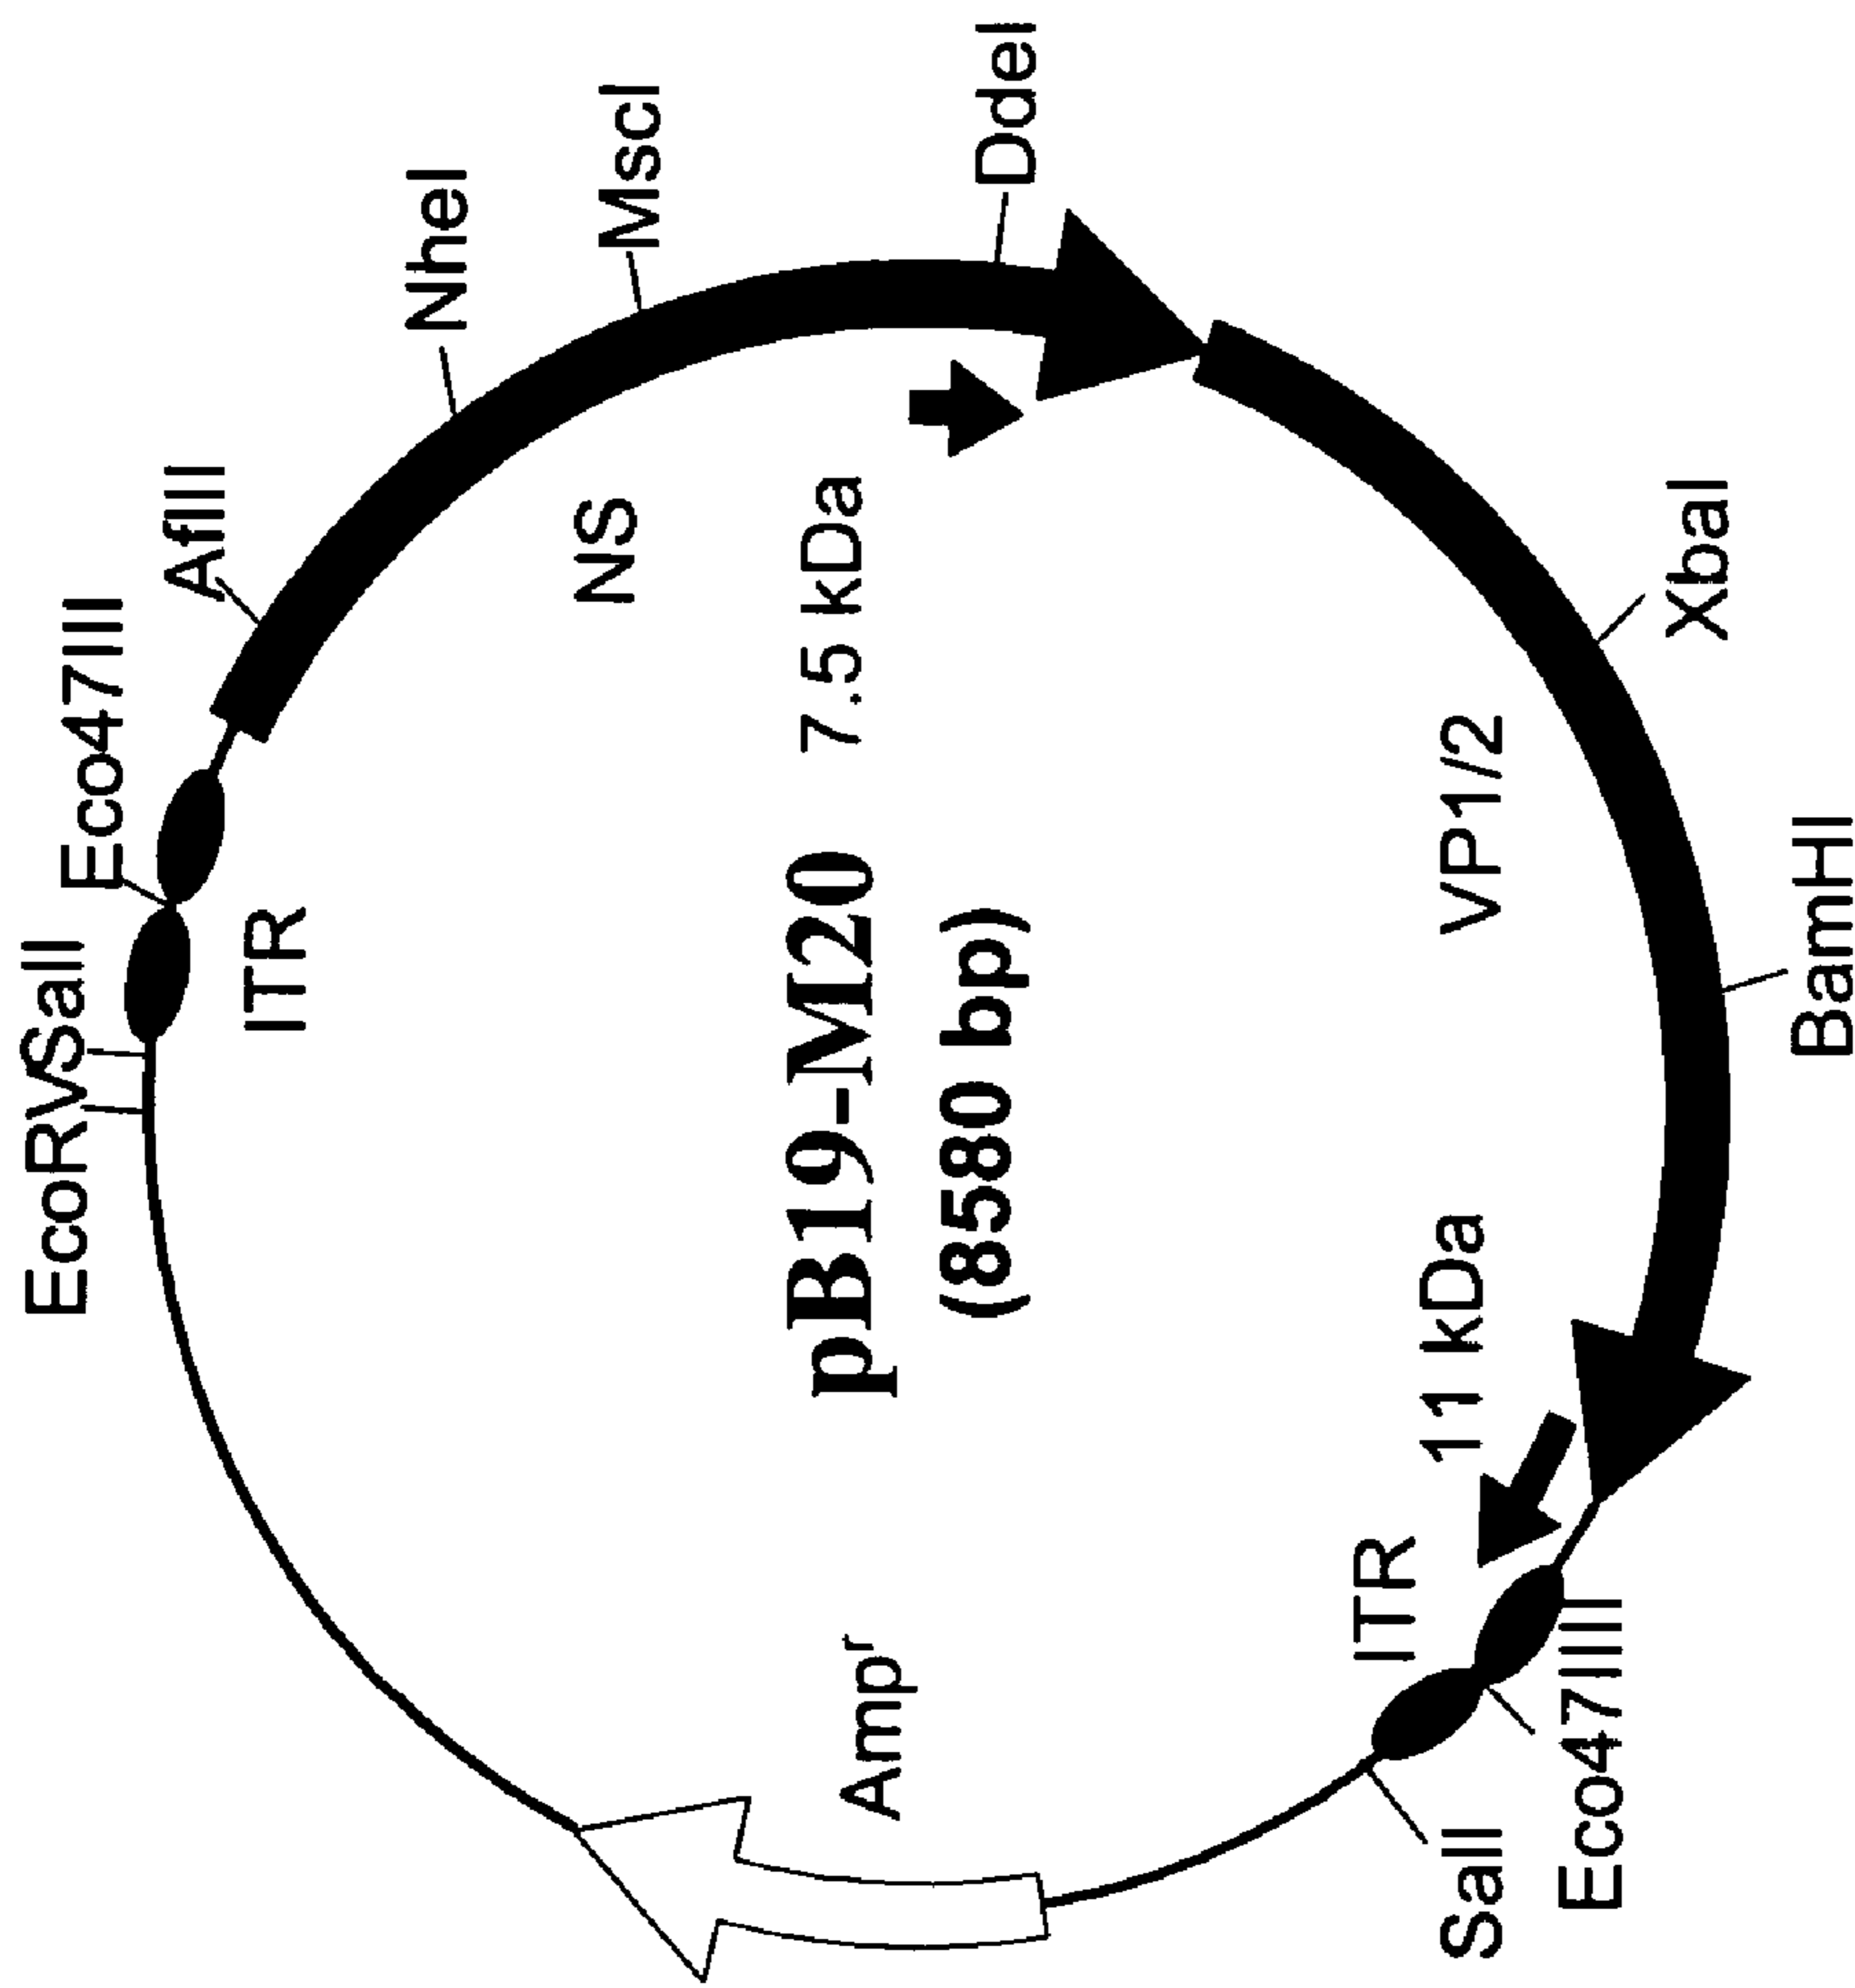 EcoRV
SalI
Eco47III
AflII
ITR
NheI
NS
MscI
pB19-M20
7.5 kDa
Ampʳ
(8580 bp)
DdeI
ITR
11 kDa
VP1/2
SalI
Eco47IIII
XbaI
BamHI